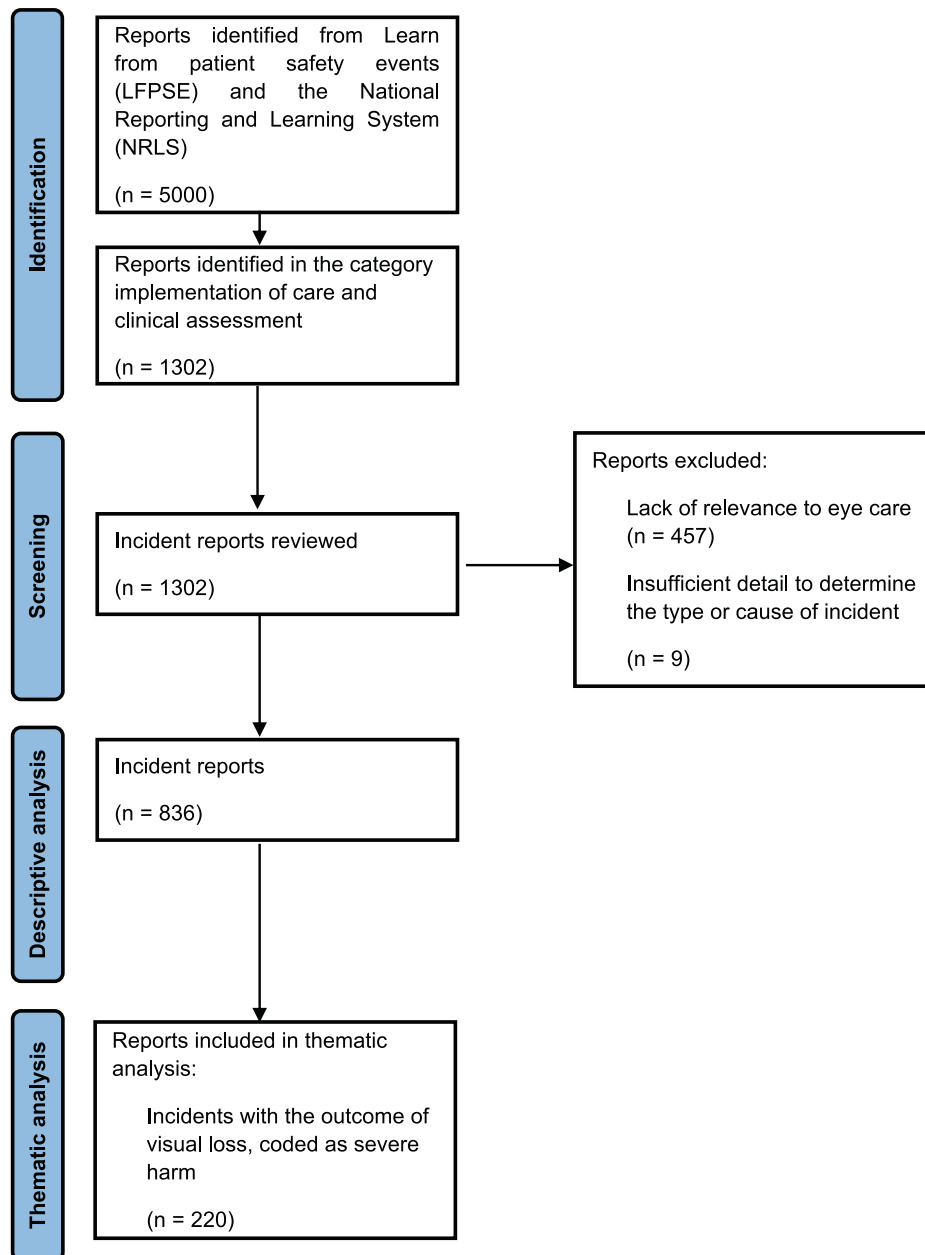 Identification
Reports identified from Learn
from patient safety events
(LFPSE) and the National
Reporting and Learning System
(NRLS)
(n = 5000)
Reports identified in the category
implementation of care and
clinical assessment
(n = 1302)
Screening
Incident reports reviewed
(n = 1302)
Reports excluded:
Lack of relevance to eye care
(n = 457)
Insufficient detail to determine
the type or cause of incident
(n = 9)
Descriptive analysis
Incident reports
(n = 836)
Thematic analysis
Reports included in thematic
analysis:
Incidents with the outcome of
visual loss, coded as severe
harm
(n = 220)